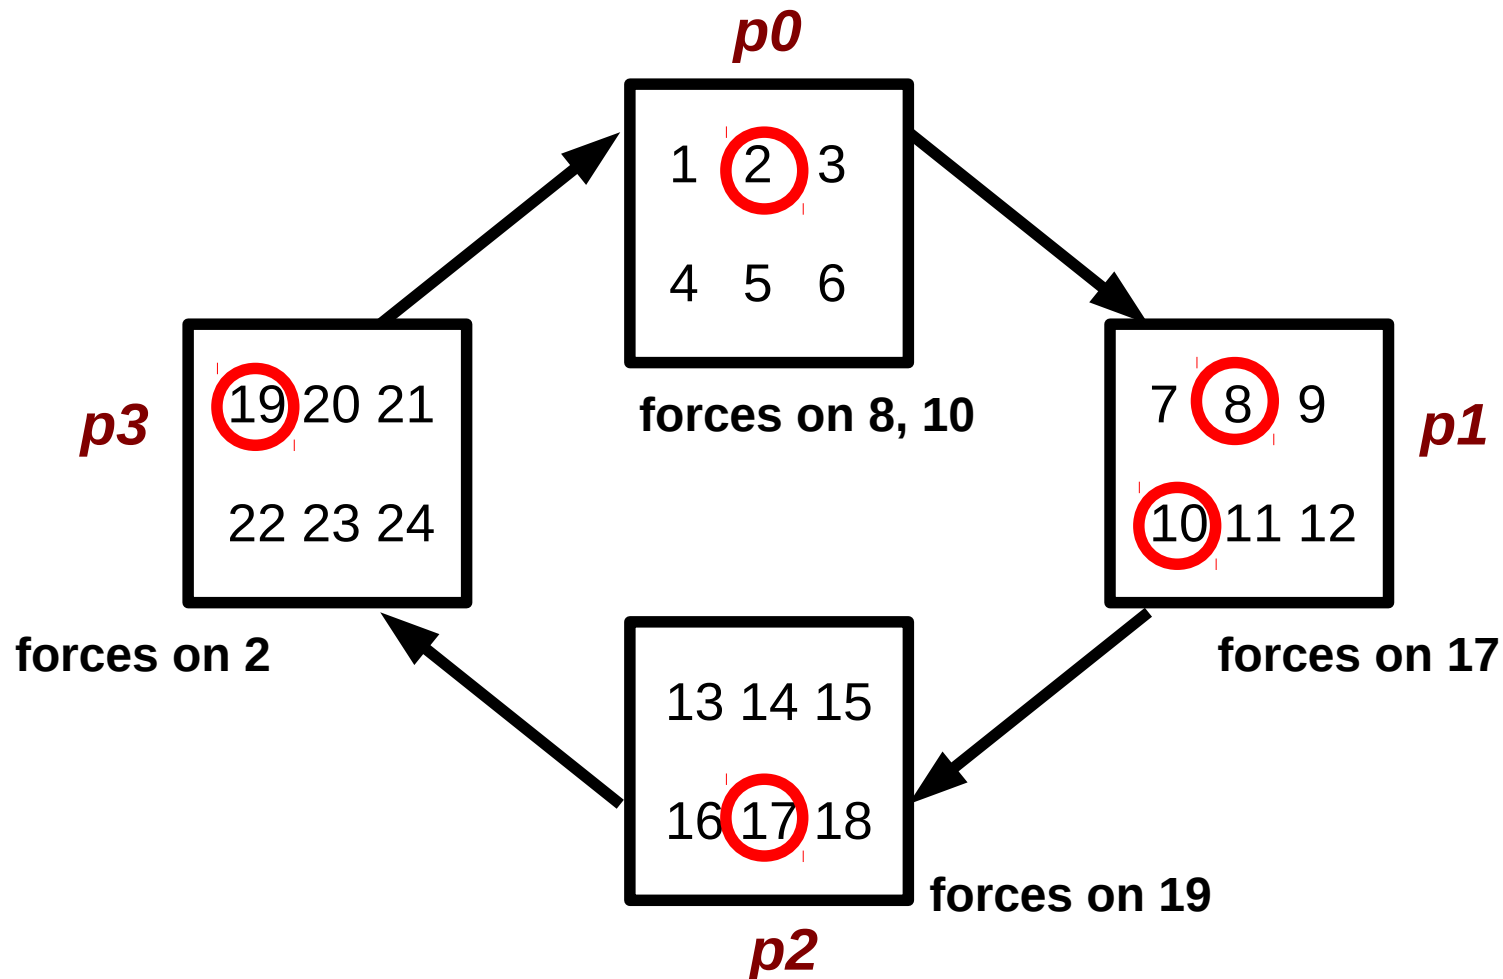 p0
1 2 3
4 5 6
forces on 8, 10
p3
19 20 21
22 23 24
forces on 2
7 8 9
10 11 12
p1
forces on 17
13 14 15
16 17 18
forces on 19
p2